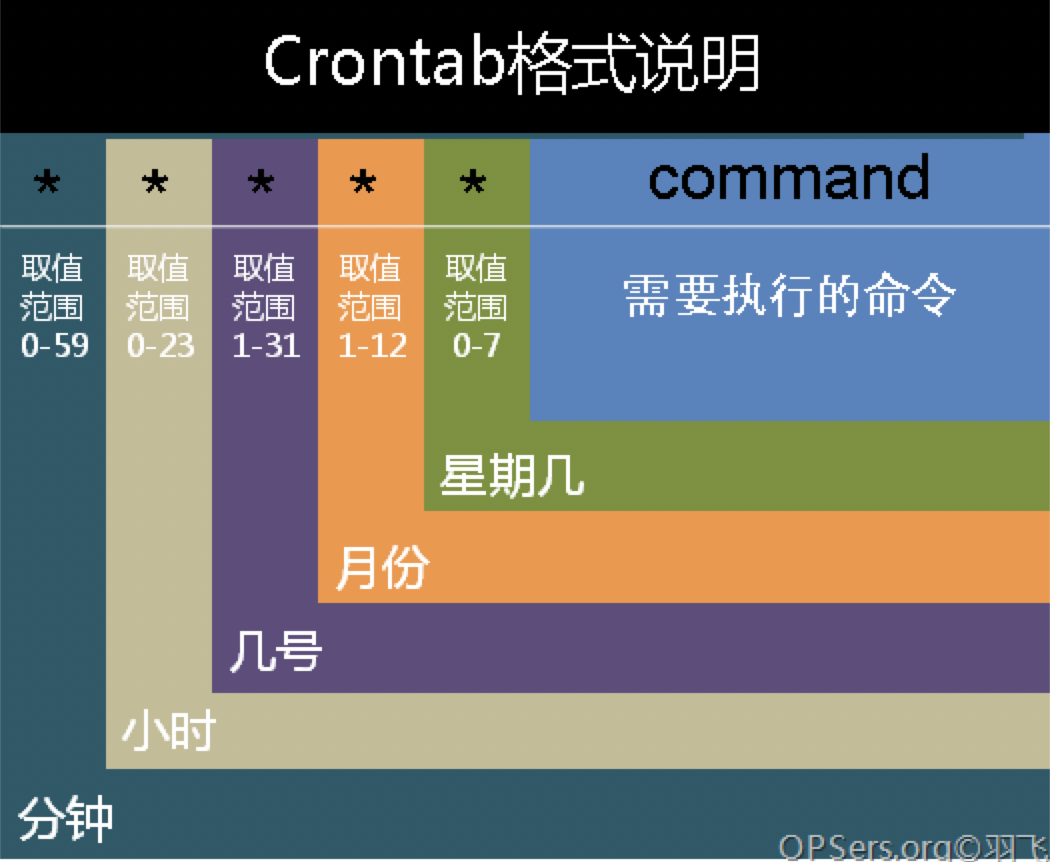 Crontab格式说明
* * * * * command
取值 取值 取值 取值 取值
范围 范围 范围 范围 范围
0-59 0-23 1-31 1-12 0-7
需要执行的命令
星期几
月份
几号
小时
分钟
OPSers.org©羽飞